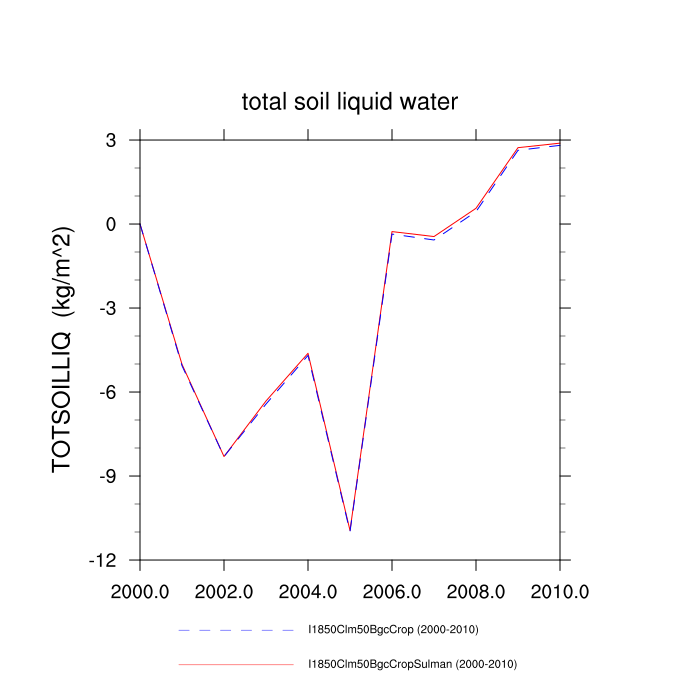 total soil liquid water
TOTSOILLIQ (kg/m^2)
3
0
-3
-6
-9
-12
2000.0 2002.0 2004.0 2006.0 2008.0 2010.0
I1850Clm50BgcCrop (2000-2010)
I1850Clm50BgcCropSulman (2000-2010)